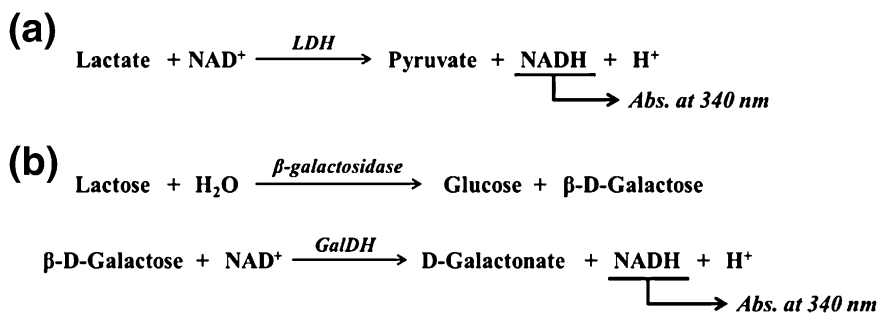 (a)
Lactate + NAD⁺ LDH Pyruvate + NADH + H⁺
Abs. at 340 nm
(b)
Lactose + H₂O β-galactosidase Glucose + β-D-Galactose
β-D-Galactose + NAD⁺ GalDH D-Galactonate + NADH + H⁺
Abs. at 340 nm